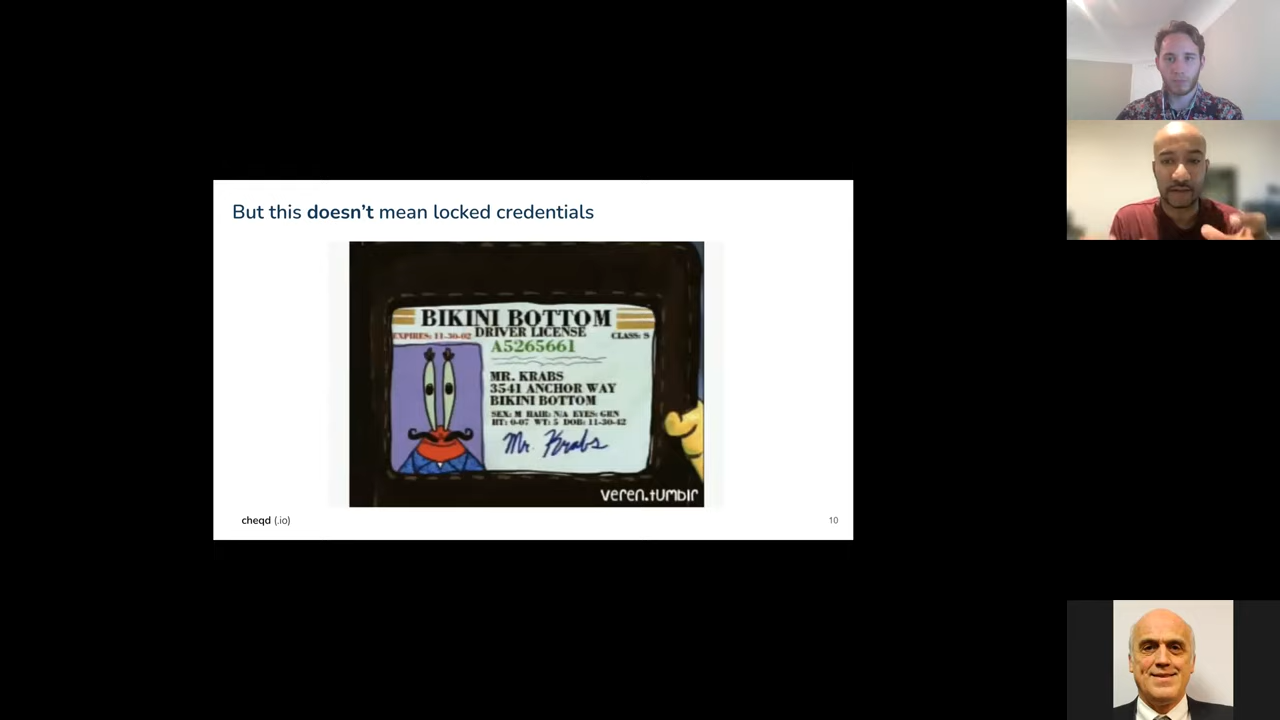 But this doesn't mean locked credentials
BIKINI BOTTOM
DRIVER LICENSE
EXPIRES: 11-30-02
CLASS: S
A5265661
MR. KRABS
3541 ANCHOR WAY
BIKINI BOTTOM
SEX: M HAIR: N/A EYES: GRN
HT: 0-07 WT: 5 DOB: 11-30-42
Mr. Krabs
veren.tumblr
cheqd (.io)
10